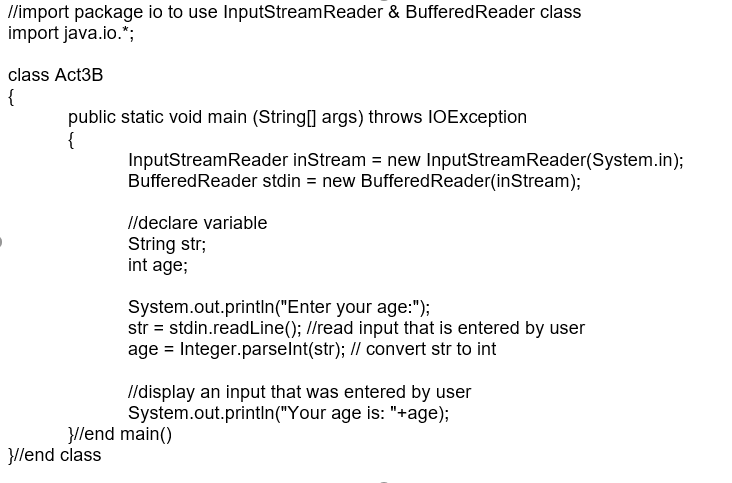 //import package io to use InputStreamReader & BufferedReader class
import java.io.*;
class Act3B
{
public static void main (String[] args) throws IOException
{
InputStreamReader inStream = new InputStreamReader(System.in);
BufferedReader stdin = new BufferedReader(inStream);
//declare variable
String str;
int age;
System.out.println("Enter your age:");
str = stdin.readLine(); //read input that is entered by user
age = Integer.parseInt(str); // convert str to int
//display an input that was entered by user
System.out.println("Your age is: "+age);
}//end main()
}//end class